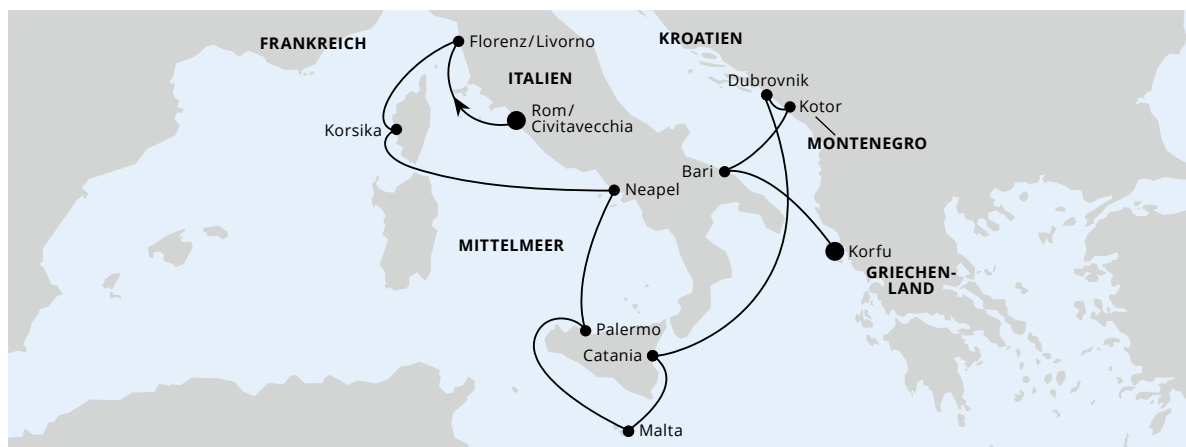 FRANKREICH
Florenz/Livorno
KROATIEN
ITALIEN
Dubrovnik
Kotor
Rom/
Civitavecchia
Korsika
MONTENEGRO
Bari
Neapel
MITTELMEER
Korfu
GRIECHEN-
LAND
Palermo
Catania
Malta